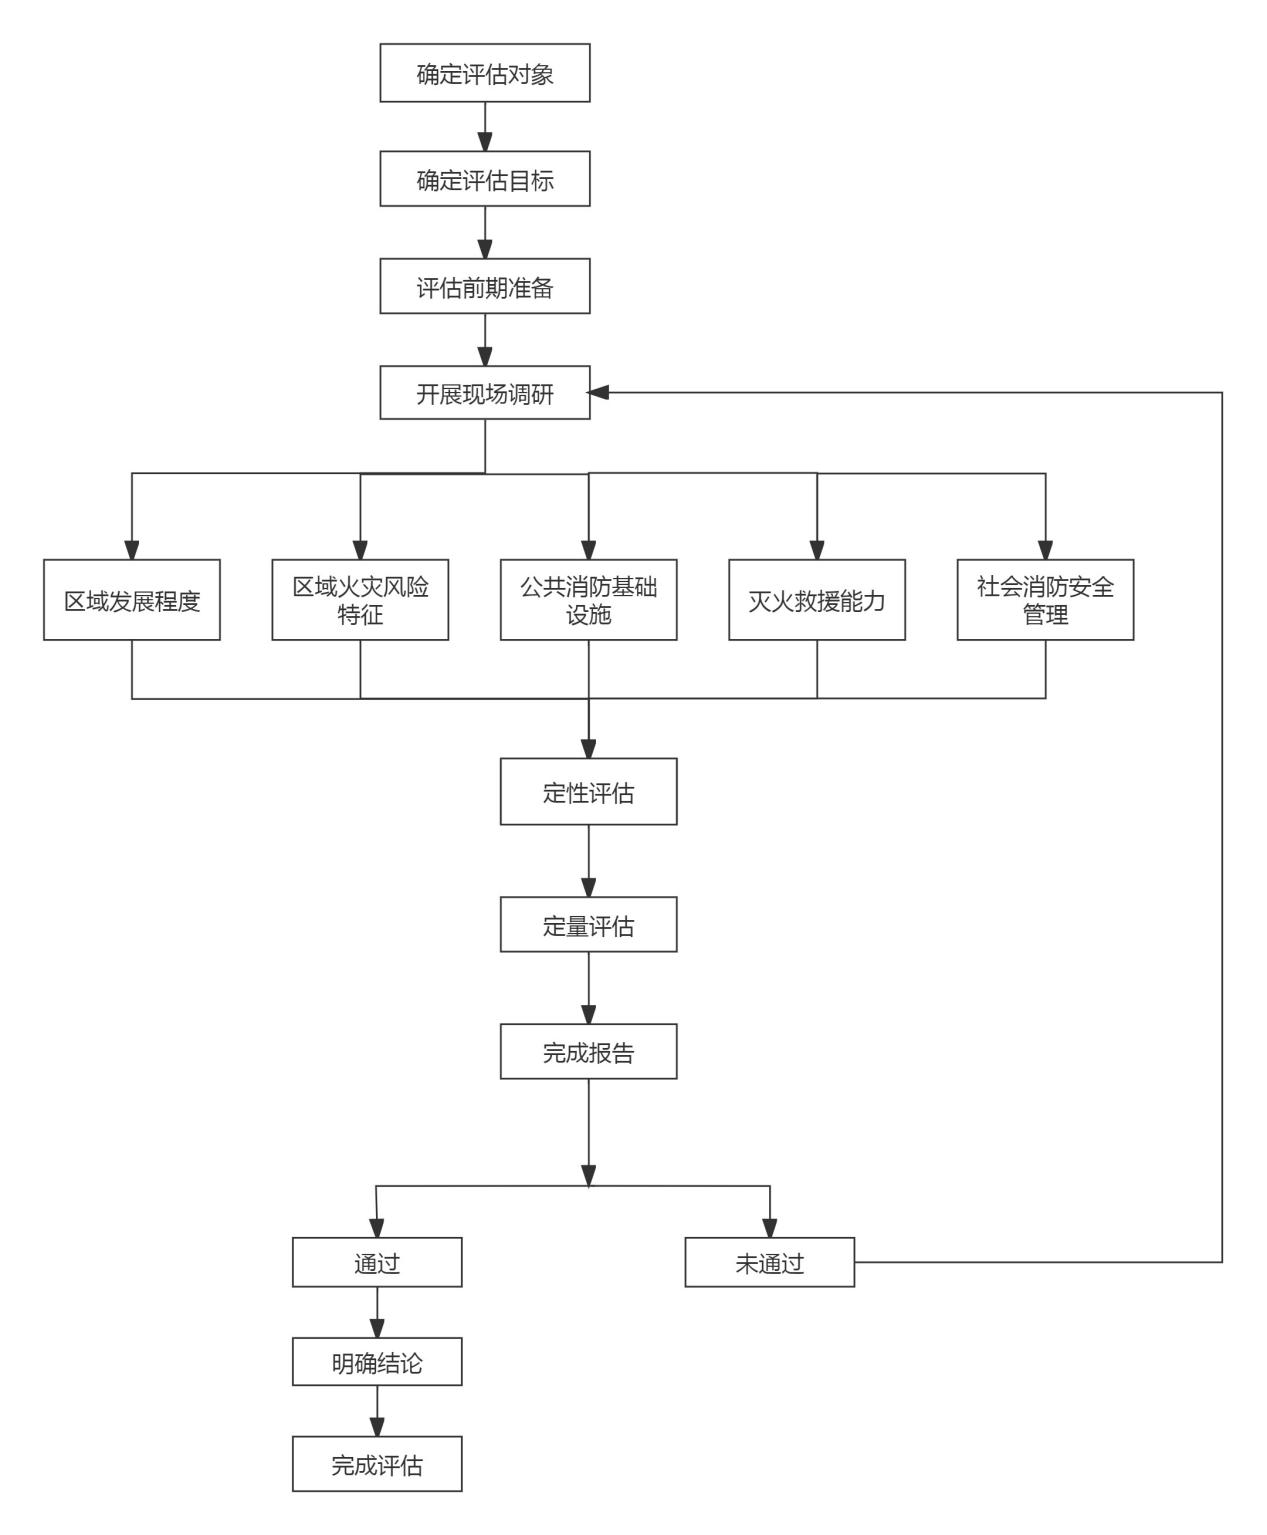 确定评估对象
确定评估目标
评估前期准备
开展现场调研
区域发展程度
区域火灾风险
特征
公共消防基础
设施
灭火救援能力
社会消防安全
管理
定性评估
定量评估
完成报告
通过
未通过
明确结论
完成评估